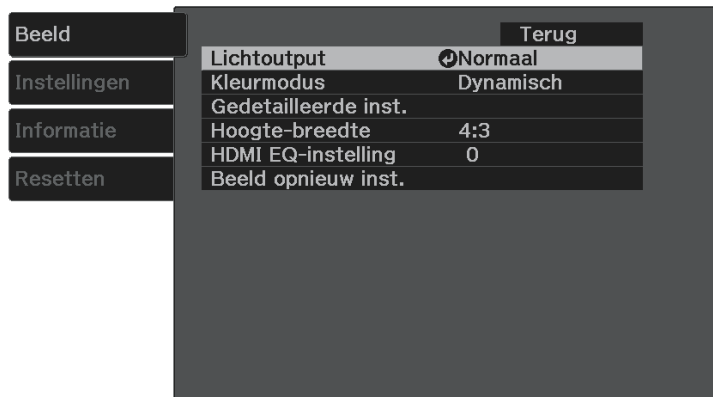 Beeld
Instellingen
Informatie
Resetten
Terug
Lichtoutput Normaal
Kleurmodus Dynamisch
Gedetailleerde inst.
Hoogte-breedte 4:3
HDMI EQ-instelling 0
Beeld opnieuw inst.